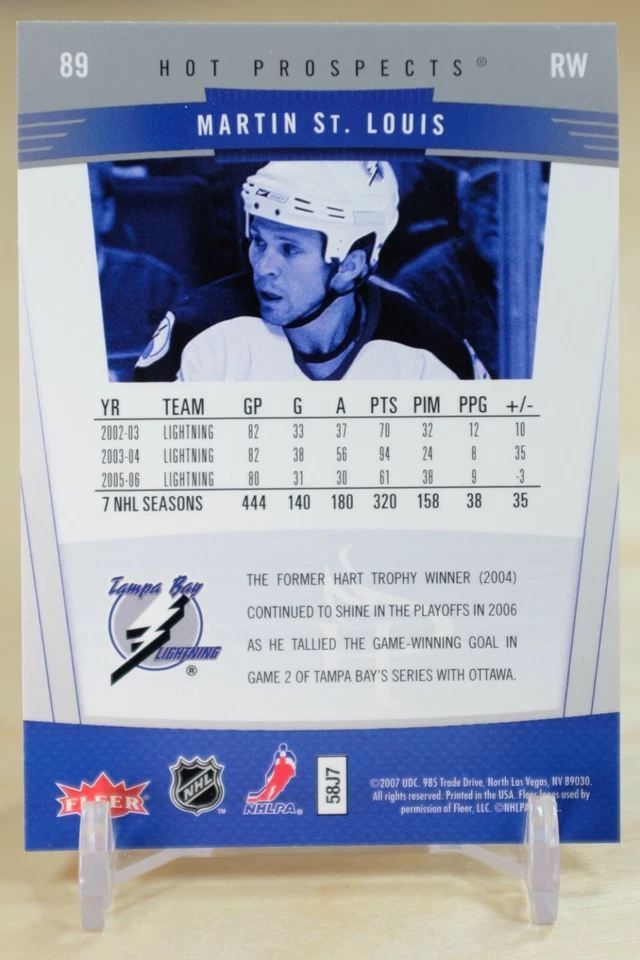 89 HOT PROSPECTS® RW
MARTIN ST. LOUIS
YR TEAM GP G A PTS PIM PPG +/-
2002-03 LIGHTNING 82 33 37 70 32 12 10
2003-04 LIGHTNING 82 38 56 94 24 8 35
2005-06 LIGHTNING 80 31 30 61 38 9 -3
7 NHL SEASONS 444 140 180 320 158 38 35
Tampa Bay
LIGHTNING
®
THE FORMER HART TROPHY WINNER (2004)
CONTINUED TO SHINE IN THE PLAYOFFS IN 2006
AS HE TALLIED THE GAME-WINNING GOAL IN
GAME 2 OF TAMPA BAY'S SERIES WITH OTTAWA.
FLEER
NHL ™
NHLPA ®
58J7
©2007 UDC. 985 Trade Drive, North Las Vegas, NV 89030.
All rights reserved. Printed in the USA. Fleer logos used by
permission of Fleer, LLC. ©NHLPA